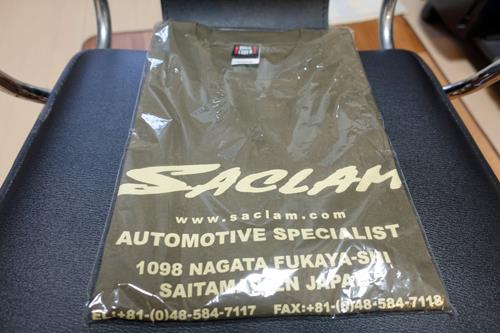 SACLAM
www.saclam.com
AUTOMOTIVE SPECIALIST
1098 NAGATA FUKAYA-SHI
SAITAMA-KEN JAPAN
EL:+81-(0)48-584-7117 FAX:+81-(0)48-584-7118